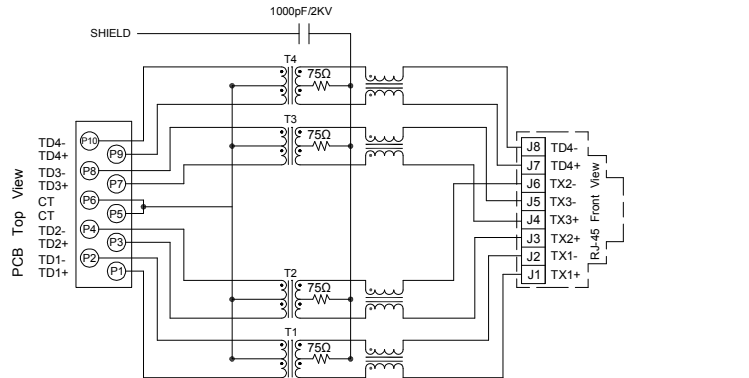 1000pF/2KV
SHIELD
T4
75Ω
T3
75Ω
T2
75Ω
T1
75Ω
PCB Top View
TD4-
TD4+
TD3-
TD3+
CT
CT
TD2-
TD2+
TD1-
TD1+
P10
P9
P8
P7
P6
P5
P4
P3
P2
P1
J8 TD4-
J7 TD4+
J6 TX2-
J5 TX3-
J4 TX3+
J3 TX2+
J2 TX1-
J1 TX1+
RJ-45 Front View